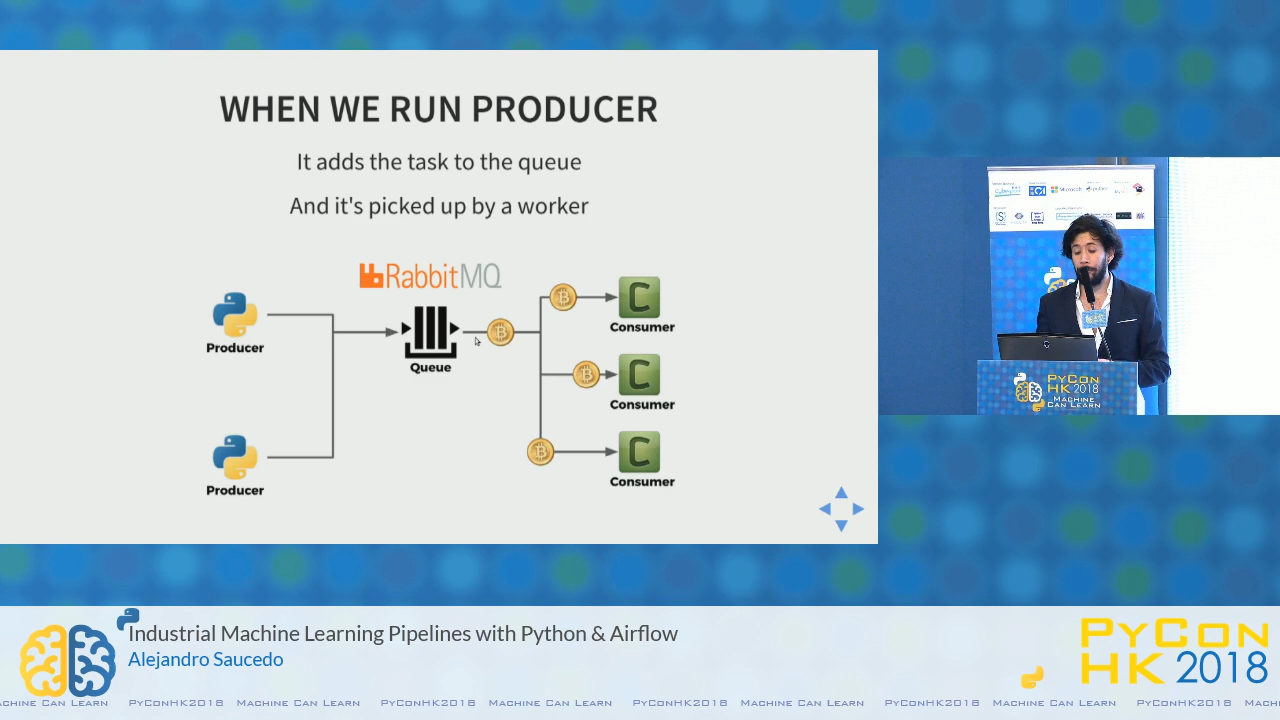 WHEN WE RUN PRODUCER
It adds the task to the queue
And it's picked up by a worker
RabbitMQ
Producer
Queue
Consumer
Consumer
Producer
Consumer
Microsoft
PYCON
HK 2018
MACHINE
CAN LEARN
Industrial Machine Learning Pipelines with Python & Airflow
Alejandro Saucedo
PYCON
HK 2018
ACHINE CAN LEARN PYCONHK2018 MACHINE CAN LEARN PYCONHK2018 MACHINE CAN LEARN PYCONHK2018 MACHINE CAN LEARN PYCONHK2018 MACHINE CAN LEARN PYCONHK2018 MACH